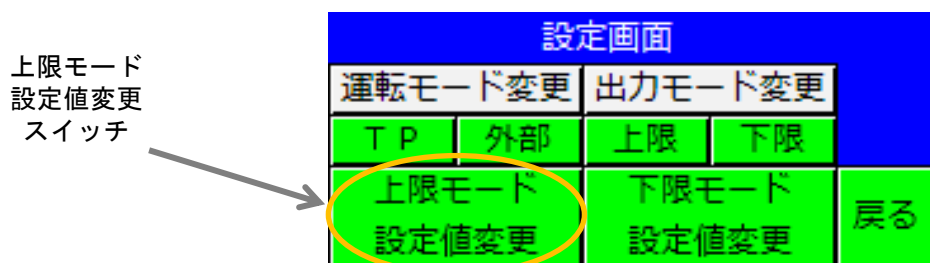 上限モード
設定値変更
スイッチ
設定画面
運転モード変更 出力モード変更
ＴＰ 外部 上限 下限
上限モード 下限モード
設定値変更 設定値変更 戻る